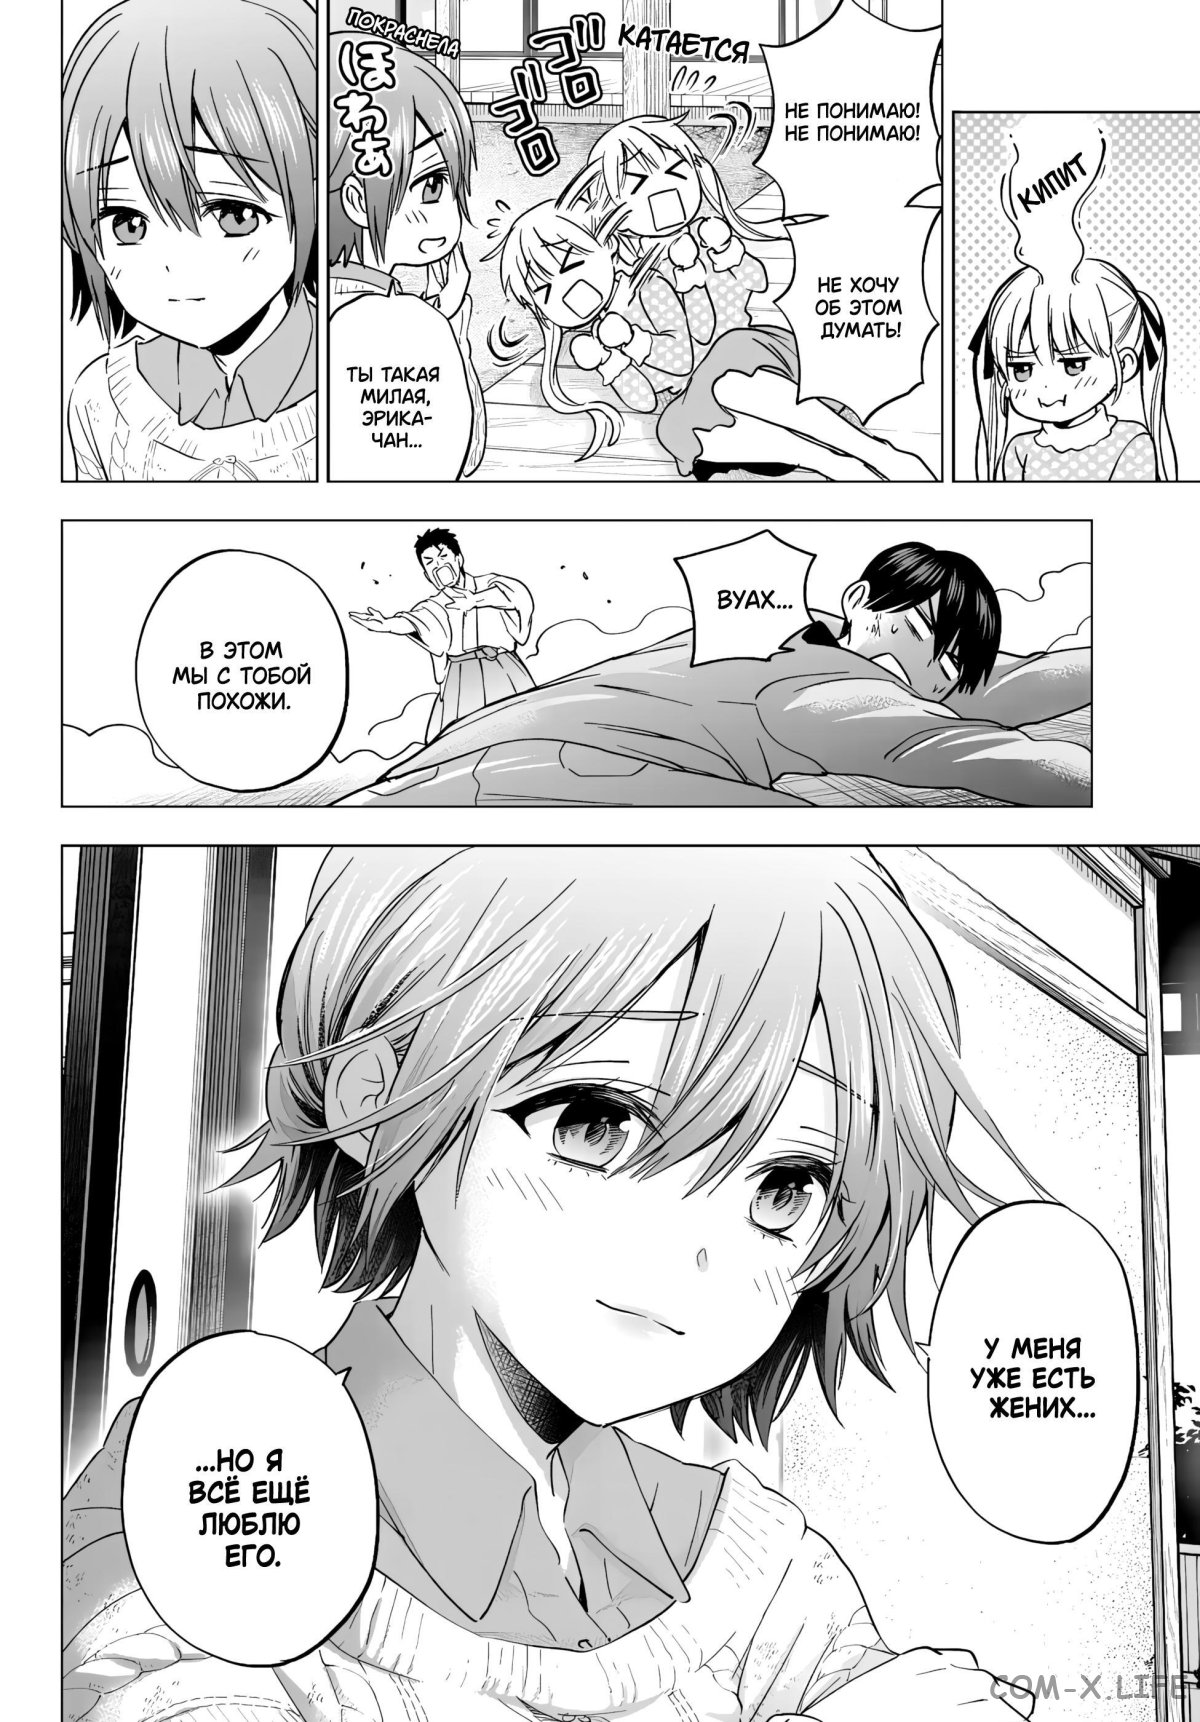 КИПИТ
НЕ ПОНИМАЮ!
НЕ ПОНИМАЮ!
НЕ ХОЧУ
ОБ ЭТОМ
ДУМАТЬ!
КАТАЕТСЯ
ゴロ
ゴロ
ПОКРАСНЕЛА
ほわぁ
ТЫ ТАКАЯ
МИЛАЯ,
ЭРИКА-
ЧАН...
ВУАХ...
В ЭТОМ
МЫ С ТОБОЙ
ПОХОЖИ.
У МЕНЯ
УЖЕ ЕСТЬ
ЖЕНИХ...
...НО Я
ВСЁ ЕЩЁ
ЛЮБЛЮ
ЕГО.
COM-X.LIFE